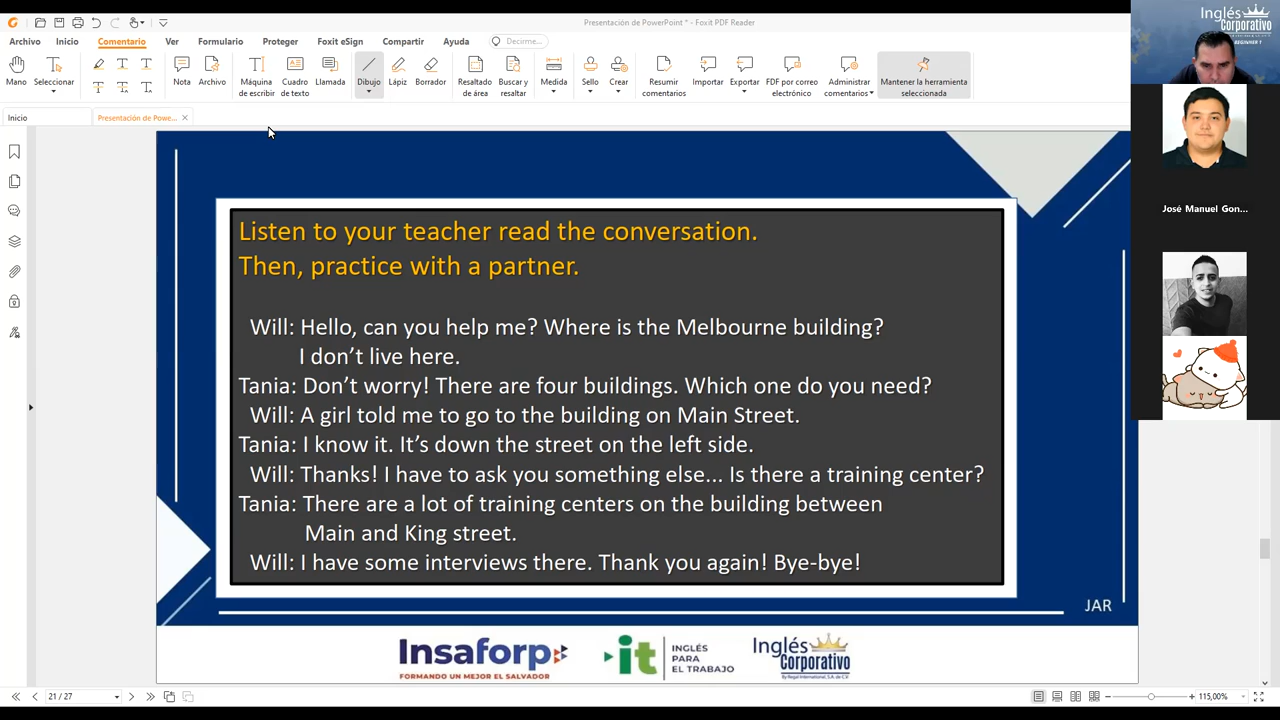 Presentación de PowerPoint * - Foxit PDF Reader
Archivo Inicio Comentario Ver Formulario Proteger Foxit eSign Compartir Ayuda Decirme...
Mano Seleccionar Nota Archivo Máquina de escribir Cuadro de texto Llamada Dibujo Lápiz Borrador Resaltado de área Buscar y resaltar Medida Sello Crear Resumir comentarios Importar Exportar FDF por correo electrónico Administrar comentarios Mantener la herramienta seleccionada
Inicio Presentación de Powe...
Listen to your teacher read the conversation.
Then, practice with a partner.
Will: Hello, can you help me? Where is the Melbourne building?
I don’t live here.
Tania: Don’t worry! There are four buildings. Which one do you need?
Will: A girl told me to go to the building on Main Street.
Tania: I know it. It’s down the street on the left side.
Will: Thanks! I have to ask you something else... Is there a training center?
Tania: There are a lot of training centers on the building between
Main and King street.
Will: I have some interviews there. Thank you again! Bye-bye!
JAR
Insaforp
FORMANDO UN MEJOR EL SALVADOR
it
INGLÉS
PARA
EL TRABAJO
Inglés
Corporativo
21 / 27
115,00%
Inglés
Corporativo
BEGINNER 1
José Manuel Gon...